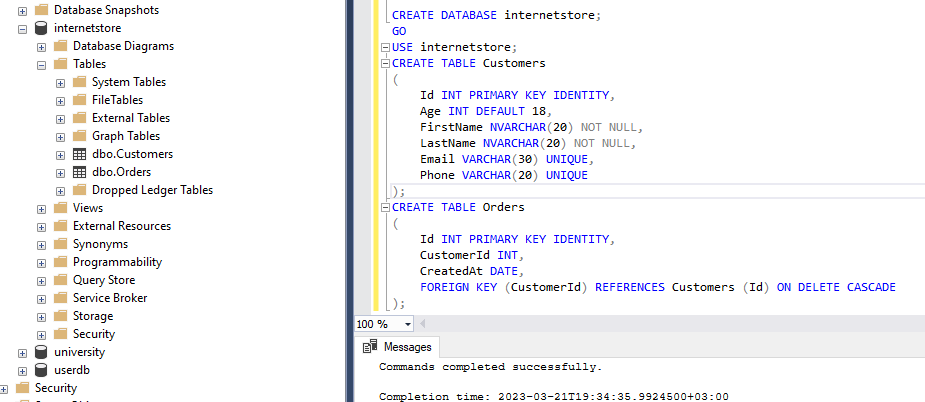 Database Snapshots
internetstore
Database Diagrams
Tables
System Tables
FileTables
External Tables
Graph Tables
dbo.Customers
dbo.Orders
Dropped Ledger Tables
Views
External Resources
Synonyms
Programmability
Query Store
Service Broker
Storage
Security
university
userdb
Security
CREATE DATABASE internetstore;
GO
USE internetstore;
CREATE TABLE Customers
(
Id INT PRIMARY KEY IDENTITY,
Age INT DEFAULT 18,
FirstName NVARCHAR(20) NOT NULL,
LastName NVARCHAR(20) NOT NULL,
Email VARCHAR(30) UNIQUE,
Phone VARCHAR(20) UNIQUE
);
CREATE TABLE Orders
(
Id INT PRIMARY KEY IDENTITY,
CustomerId INT,
CreatedAt DATE,
FOREIGN KEY (CustomerId) REFERENCES Customers (Id) ON DELETE CASCADE
);
100 %
Messages
Commands completed successfully.
Completion time: 2023-03-21T19:34:35.9924500+03:00